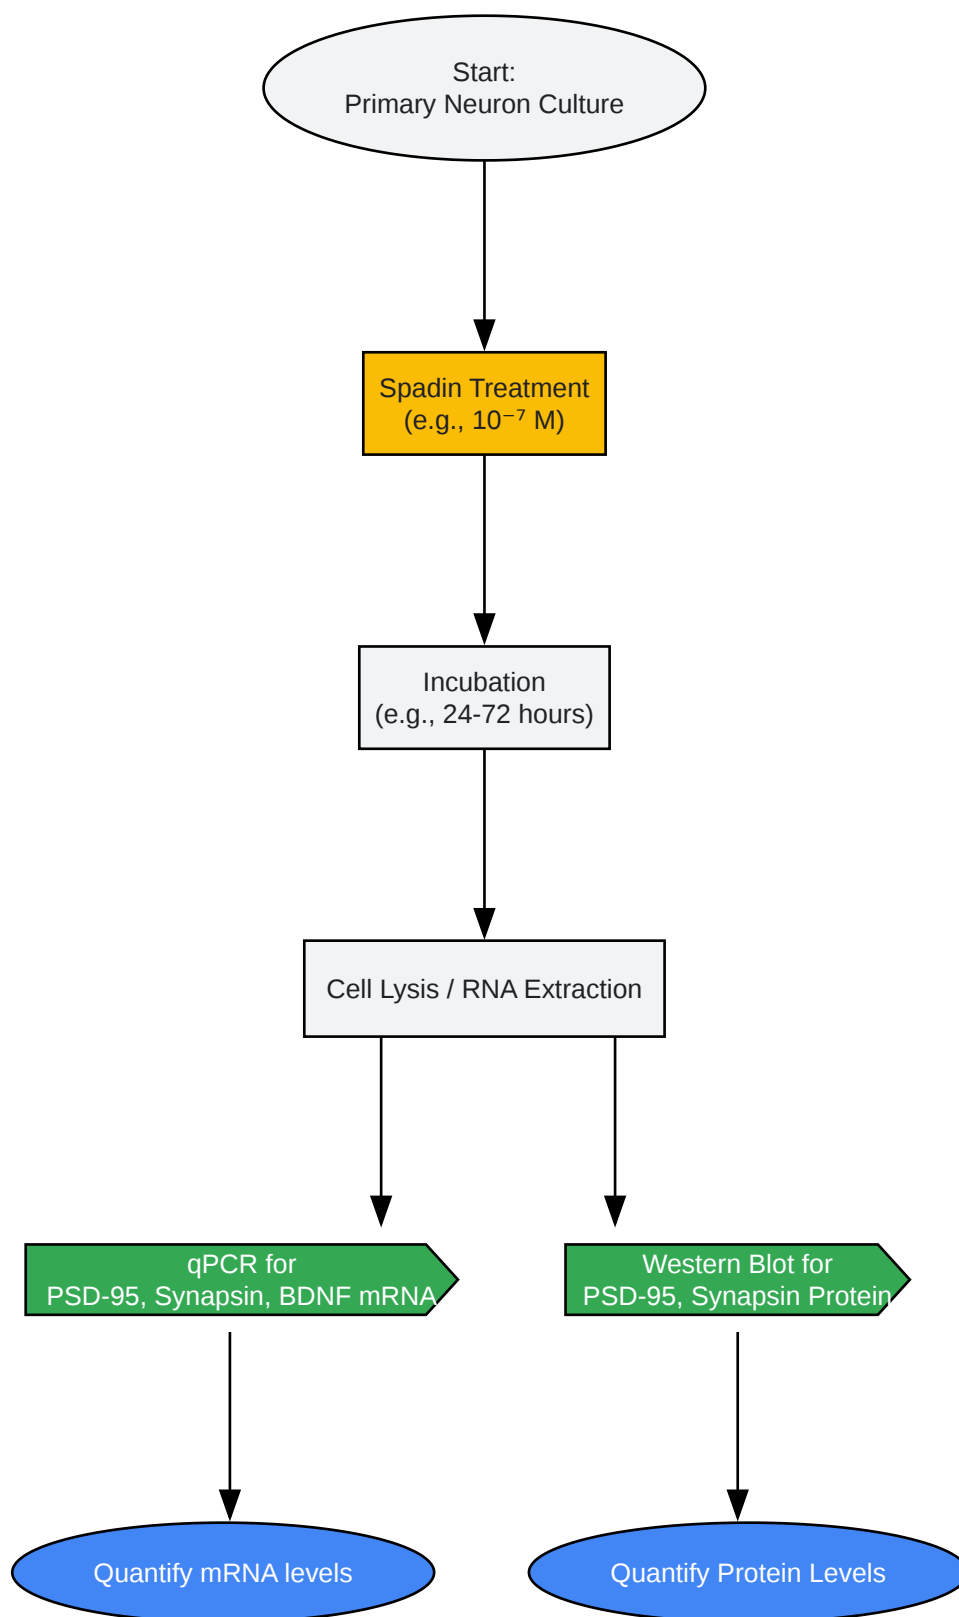 Start:
Primary Neuron Culture
Spadin Treatment
(e.g., 10⁻⁷ M)
Incubation
(e.g., 24-72 hours)
Cell Lysis / RNA Extraction
qPCR for
PSD-95, Synapsin, BDNF mRNA
Western Blot for
PSD-95, Synapsin Protein
Quantify mRNA levels
Quantify Protein Levels